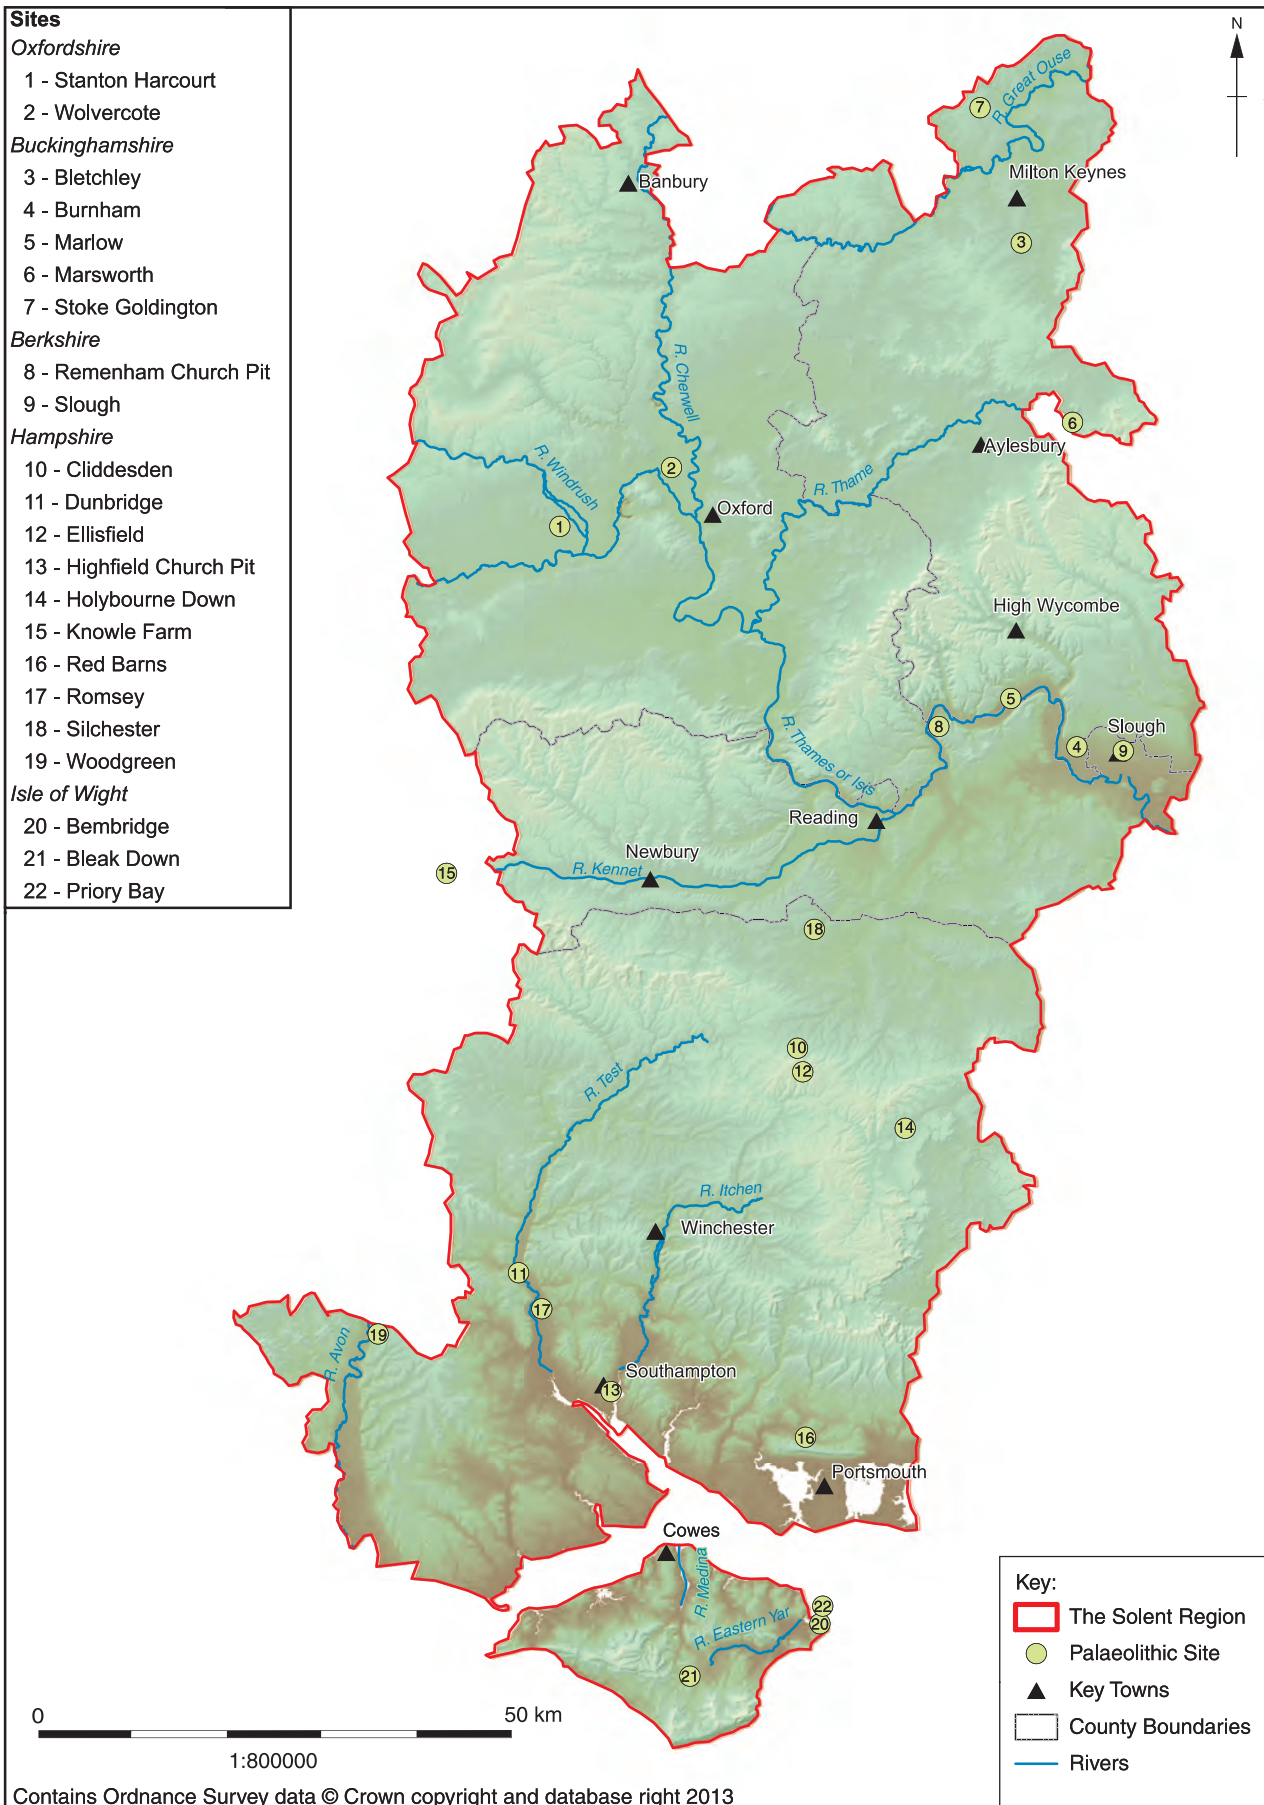 Sites
Oxfordshire
1 - Stanton Harcourt
2 - Wolvercote
Buckinghamshire
3 - Bletchley
4 - Burnham
5 - Marlow
6 - Marsworth
7 - Stoke Goldington
Berkshire
8 - Remenham Church Pit
9 - Slough
Hampshire
10 - Cliddesden
11 - Dunbridge
12 - Ellisfield
13 - Highfield Church Pit
14 - Holybourne Down
15 - Knowle Farm
16 - Red Barns
17 - Romsey
18 - Silchester
19 - Woodgreen
Isle of Wight
20 - Bembridge
21 - Bleak Down
22 - Priory Bay
N
R. Great Ouse
7
Milton Keynes
Banbury
3
R. Cherwell
6
Aylesbury
R. Windrush
2
R. Thame
Oxford
1
High Wycombe
5
8
Slough
4
9
R. Thames or Isis
Reading
Newbury
R. Kennet
15
18
10
R. Test
12
14
R. Itchen
Winchester
11
17
19
R. Avon
Southampton
13
16
Portsmouth
Cowes
R. Medina
22
20
R. Eastern Yar
21
Key:
The Solent Region
Palaeolithic Site
Key Towns
County Boundaries
Rivers
0
50 km
1:800000
Contains Ordnance Survey data © Crown copyright and database right 2013